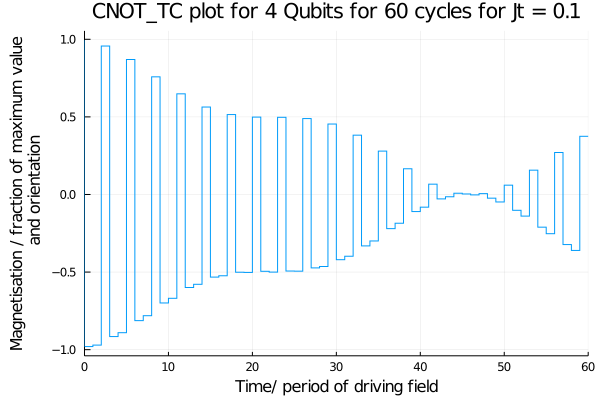 CNOT_TC plot for 4 Qubits for 60 cycles for Jt = 0.1
Magnetisation / fraction of maximum value
and orientation
1.0
0.5
0.0
−0.5
−1.0
0 10 20 30 40 50 60
Time/ period of driving field